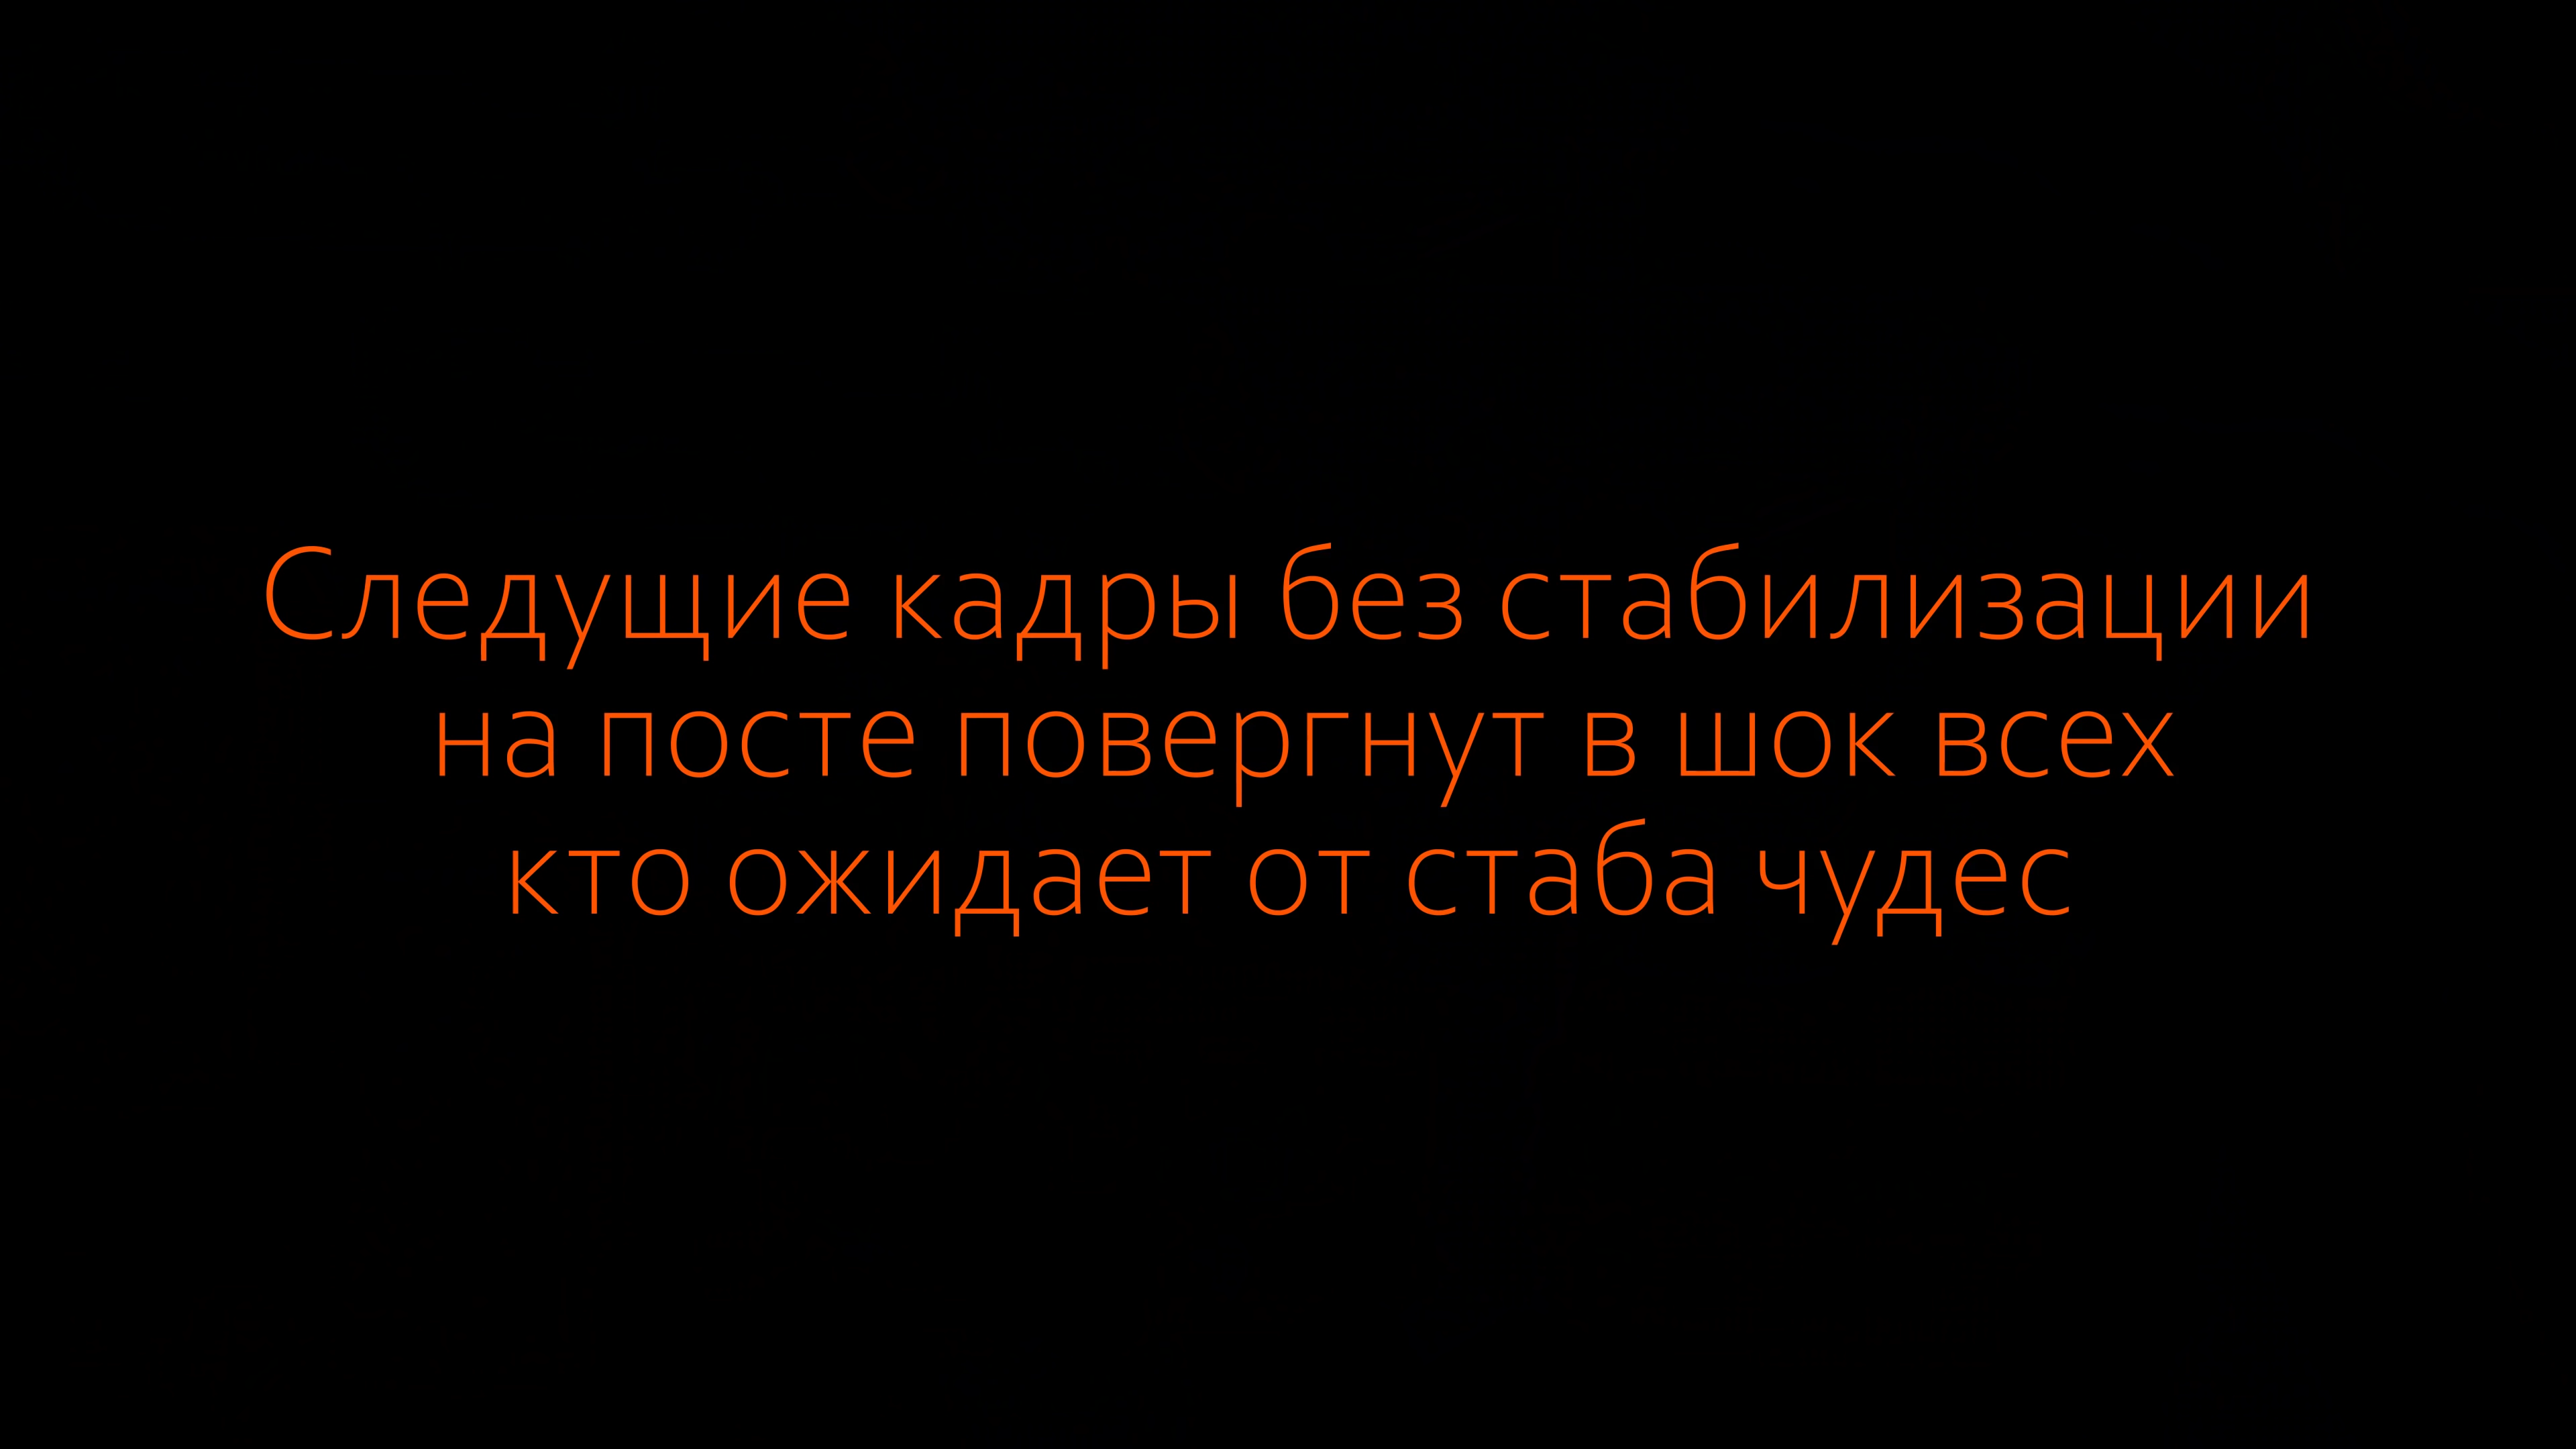 Следущие кадры без стабилизации
на посте повергнут в шок всех
кто ожидает от стаба чудес